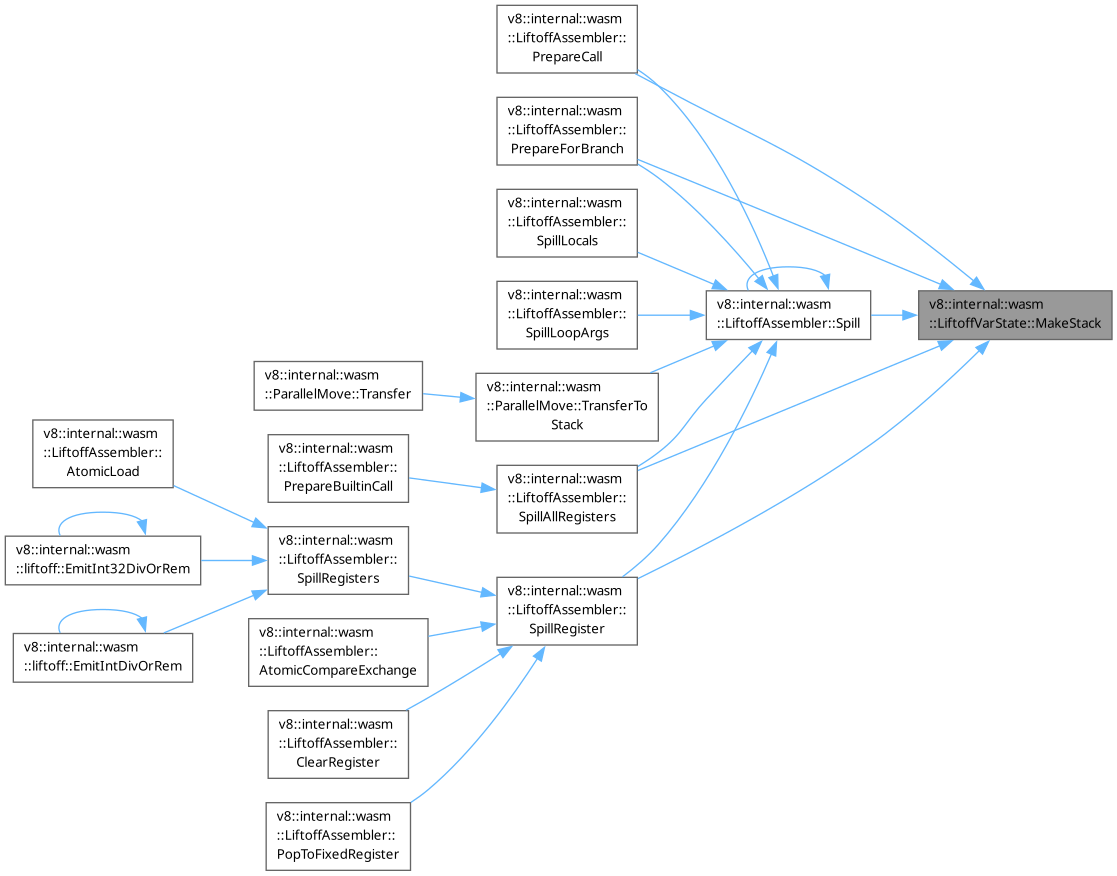 v8::internal::wasm
::LiftoffAssembler::
PrepareCall
v8::internal::wasm
::LiftoffAssembler::
PrepareForBranch
v8::internal::wasm
::LiftoffAssembler::
SpillLocals
v8::internal::wasm
::LiftoffAssembler::
SpillLoopArgs
v8::internal::wasm
::LiftoffAssembler::Spill
v8::internal::wasm
::LiftoffVarState::MakeStack
v8::internal::wasm
::ParallelMove::Transfer
v8::internal::wasm
::ParallelMove::TransferTo
Stack
v8::internal::wasm
::LiftoffAssembler::
AtomicLoad
v8::internal::wasm
::LiftoffAssembler::
PrepareBuiltinCall
v8::internal::wasm
::LiftoffAssembler::
SpillAllRegisters
v8::internal::wasm
::liftoff::EmitInt32DivOrRem
v8::internal::wasm
::LiftoffAssembler::
SpillRegisters
v8::internal::wasm
::LiftoffAssembler::
SpillRegister
v8::internal::wasm
::liftoff::EmitIntDivOrRem
v8::internal::wasm
::LiftoffAssembler::
AtomicCompareExchange
v8::internal::wasm
::LiftoffAssembler::
ClearRegister
v8::internal::wasm
::LiftoffAssembler::
PopToFixedRegister